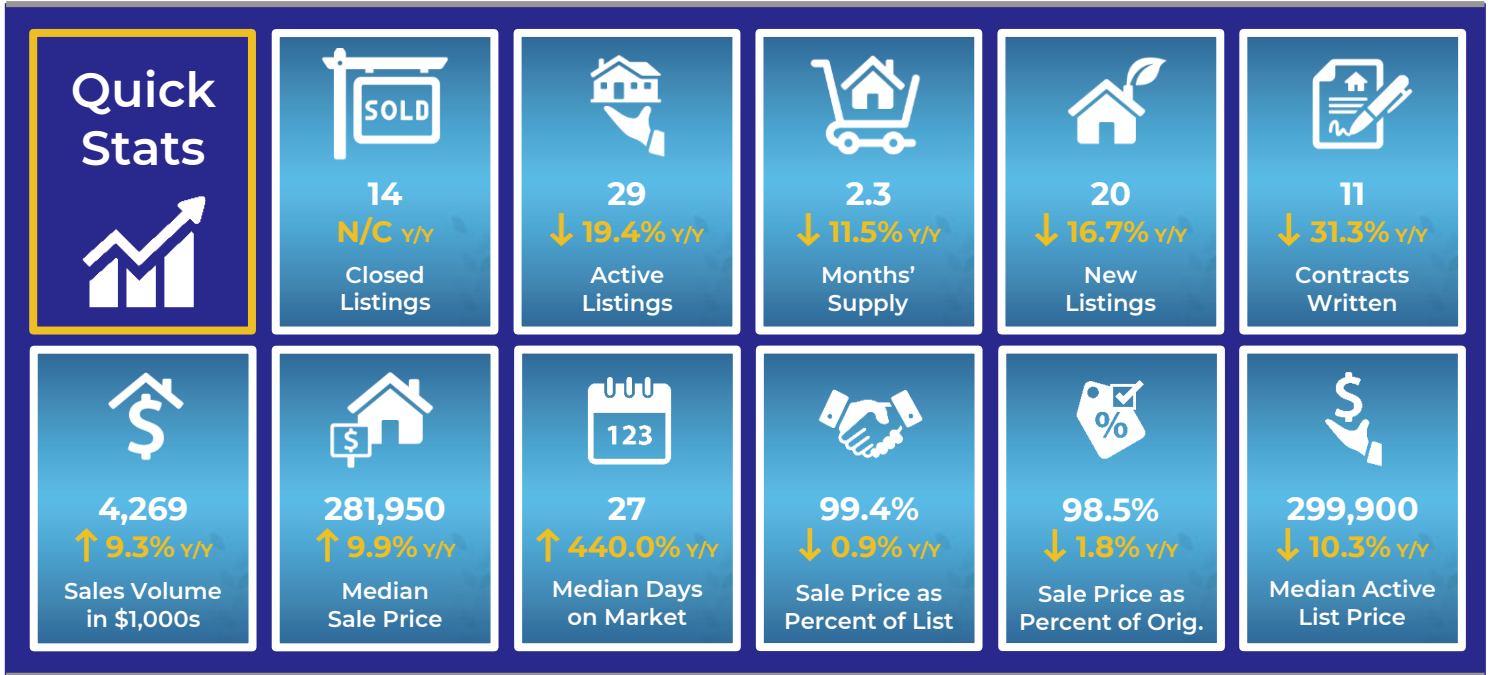 Quick
Stats
SOLD
14
N/C Y/Y
Closed
Listings
29
↓ 19.4% Y/Y
Active
Listings
2.3
↓ 11.5% Y/Y
Months’
Supply
20
↓ 16.7% Y/Y
New
Listings
11
↓ 31.3% Y/Y
Contracts
Written
$
4,269
↑ 9.3% Y/Y
Sales Volume
in $1,000s
$
281,950
↑ 9.9% Y/Y
Median
Sale Price
123
27
↑ 440.0% Y/Y
Median Days
on Market
99.4%
↓ 0.9% Y/Y
Sale Price as
Percent of List
%
98.5%
↓ 1.8% Y/Y
Sale Price as
Percent of Orig.
$
299,900
↓ 10.3% Y/Y
Median Active
List Price